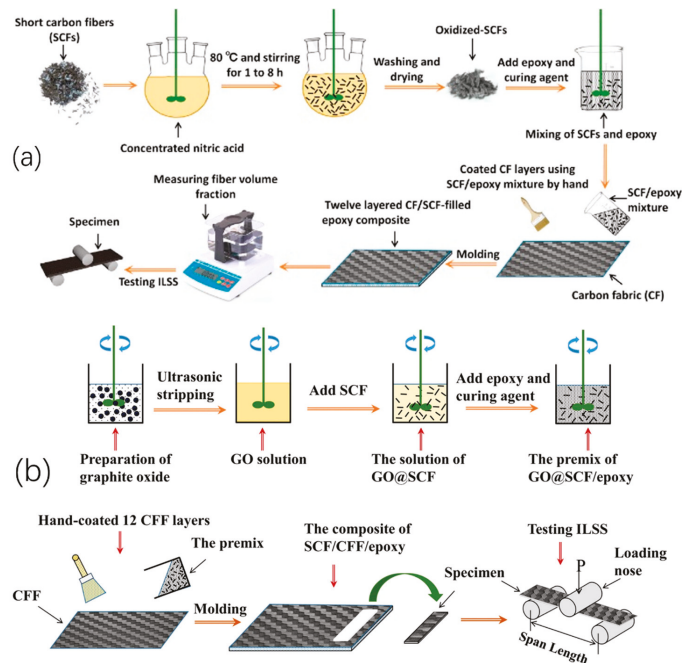 Short carbon fibers
(SCFs)
80 ℃ and stirring
for 1 to 8 h
Washing and
drying
Oxidized-SCFs
Add epoxy and
curing agent
Concentrated nitric acid
Mixing of SCFs and epoxy
(a)
Coated CF layers using
SCF/epoxy mixture by hand
SCF/epoxy
mixture
Measuring fiber volume
fraction
Twelve layered CF/SCF-filled
epoxy composite
Specimen
Testing ILSS
Molding
Carbon fabric (CF)
Ultrasonic
stripping
Add SCF
Add epoxy and
curing agent
Preparation of
graphite oxide
GO solution
The solution of
GO@SCF
The premix of
GO@SCF/epoxy
(b)
Hand-coated 12 CFF layers
The premix
CFF
Molding
The composite of
SCF/CFF/epoxy
Specimen
Testing ILSS
P
Loading
nose
Span Length